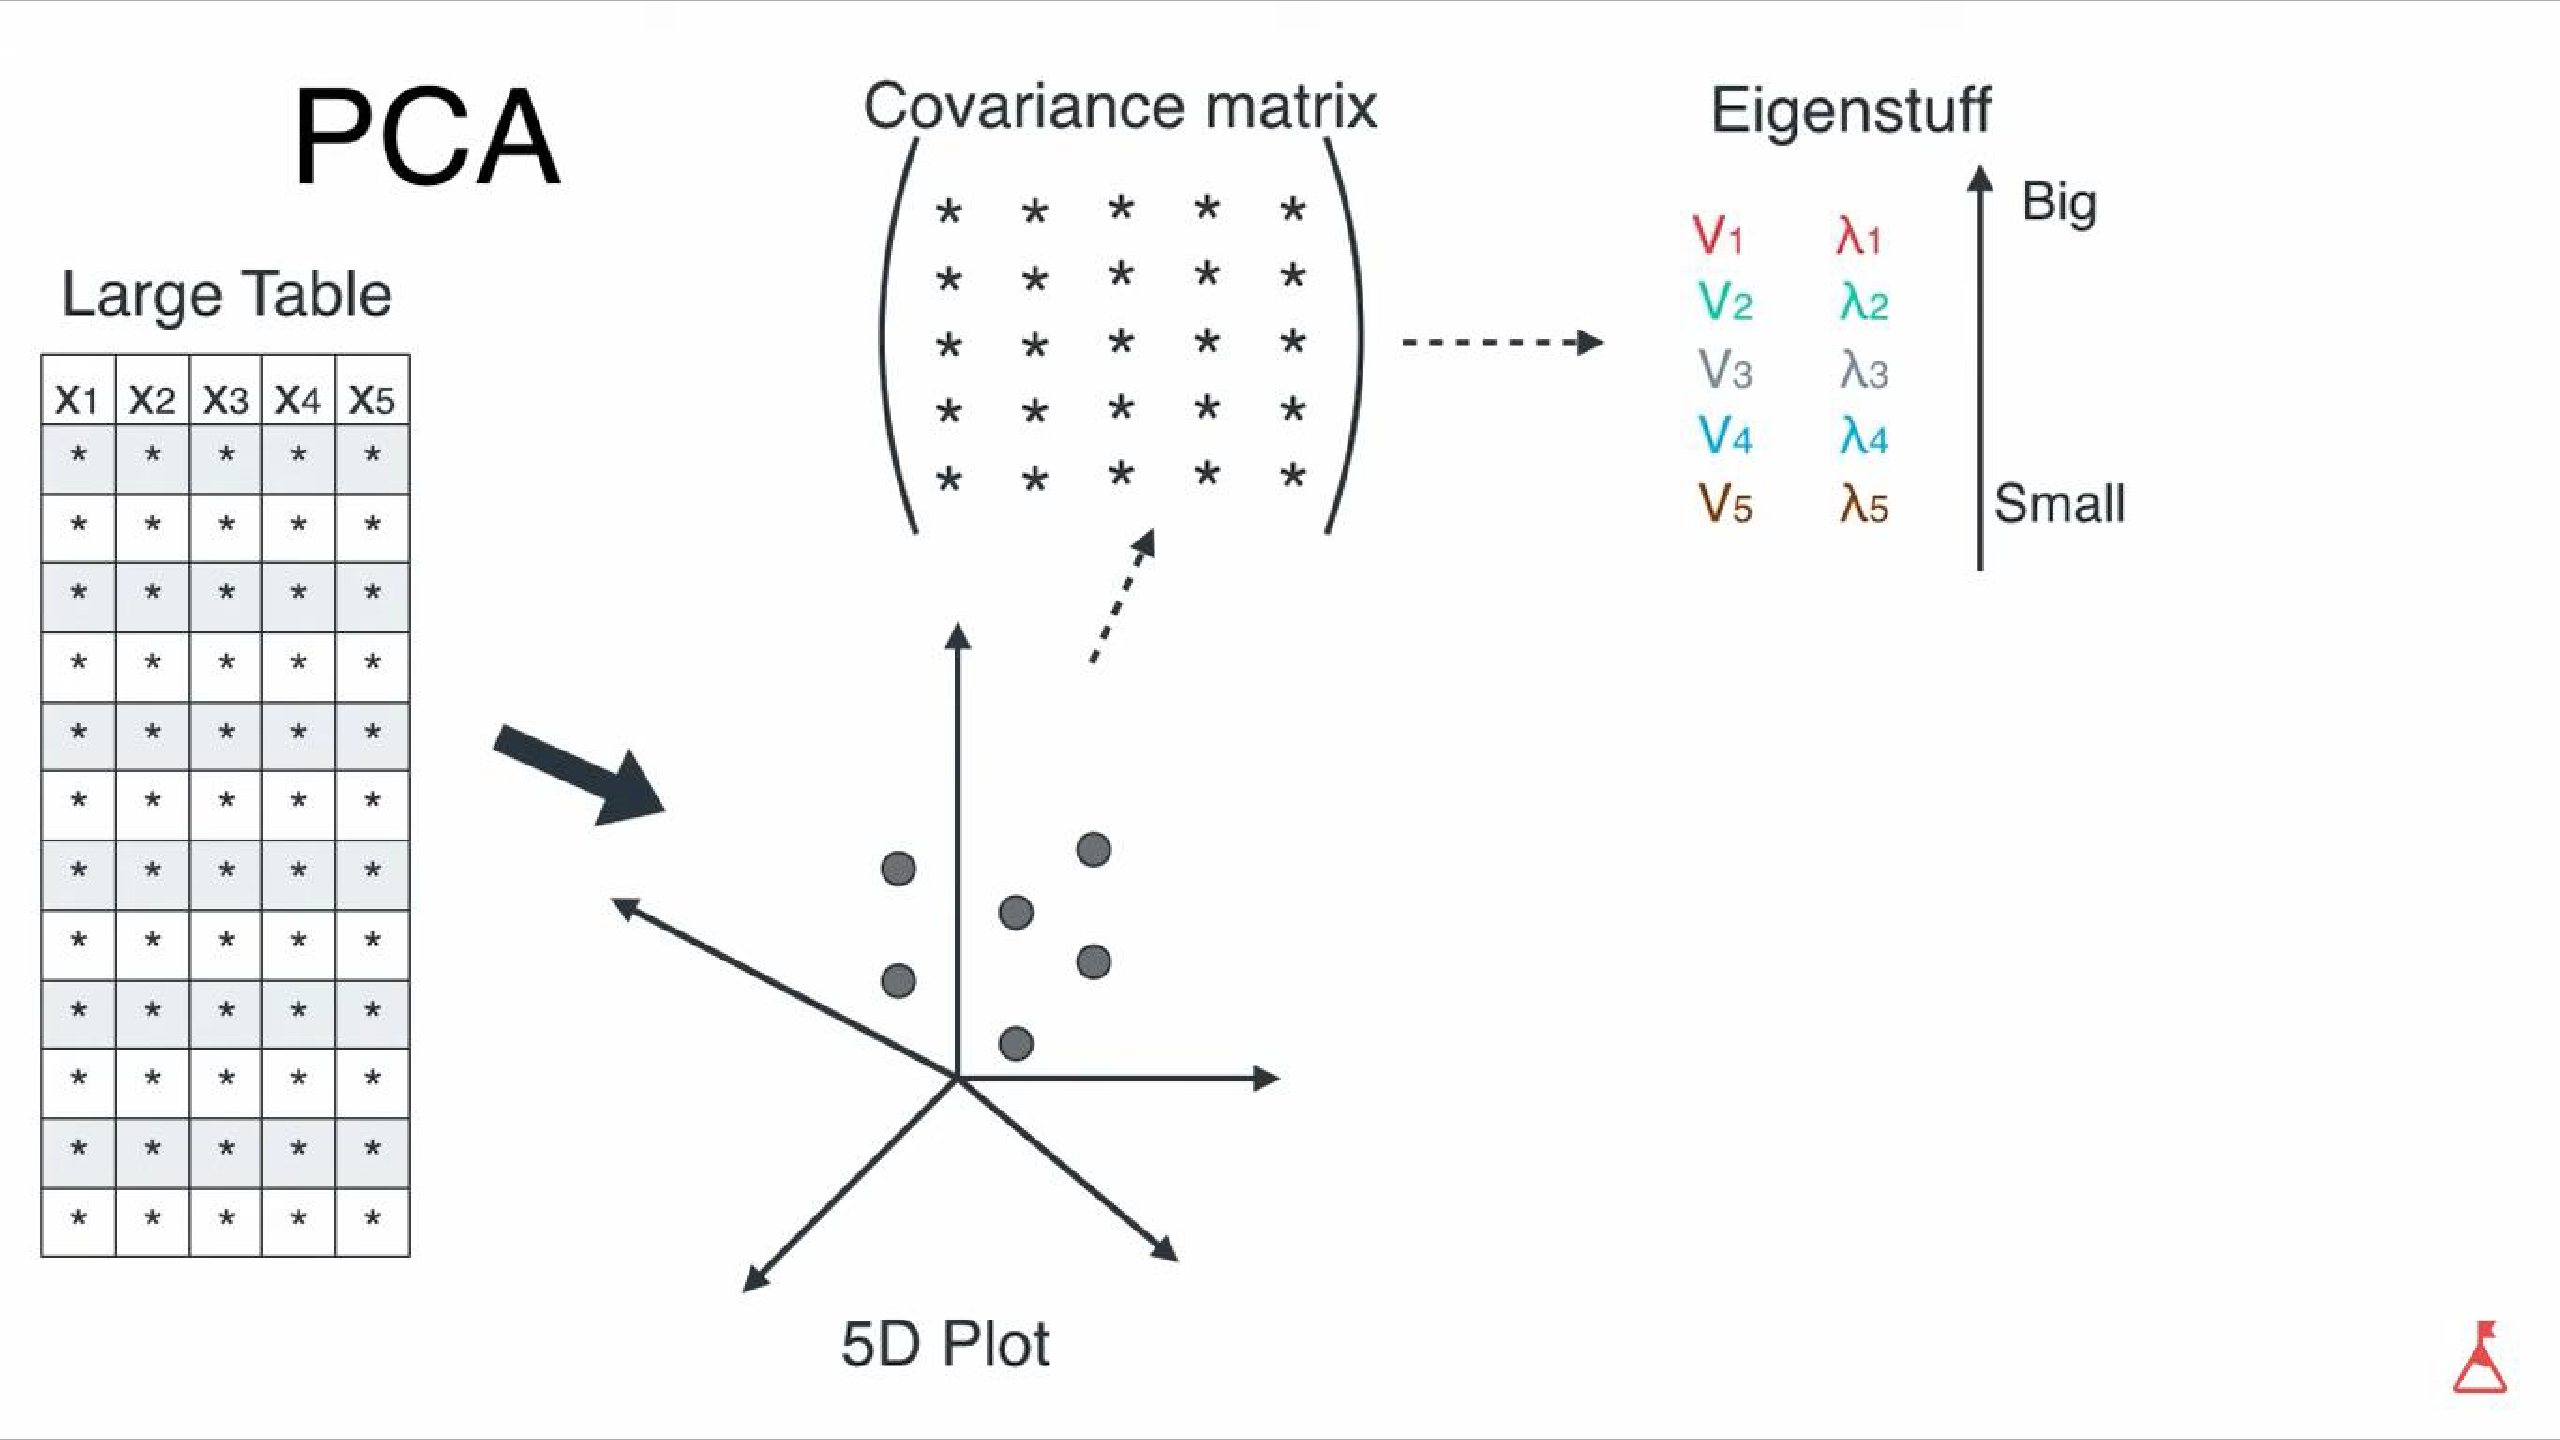 PCA
Large Table
X1 X2 X3 X4 X5
* * * * *
* * * * *
* * * * *
* * * * *
* * * * *
* * * * *
* * * * *
* * * * *
* * * * *
* * * * *
* * * * *
* * * * *
Covariance matrix
* * * * *
* * * * *
* * * * *
* * * * *
* * * * *
5D Plot
Eigenstuff
Big
V1 λ1
V2 λ2
V3 λ3
V4 λ4
V5 λ5
Small